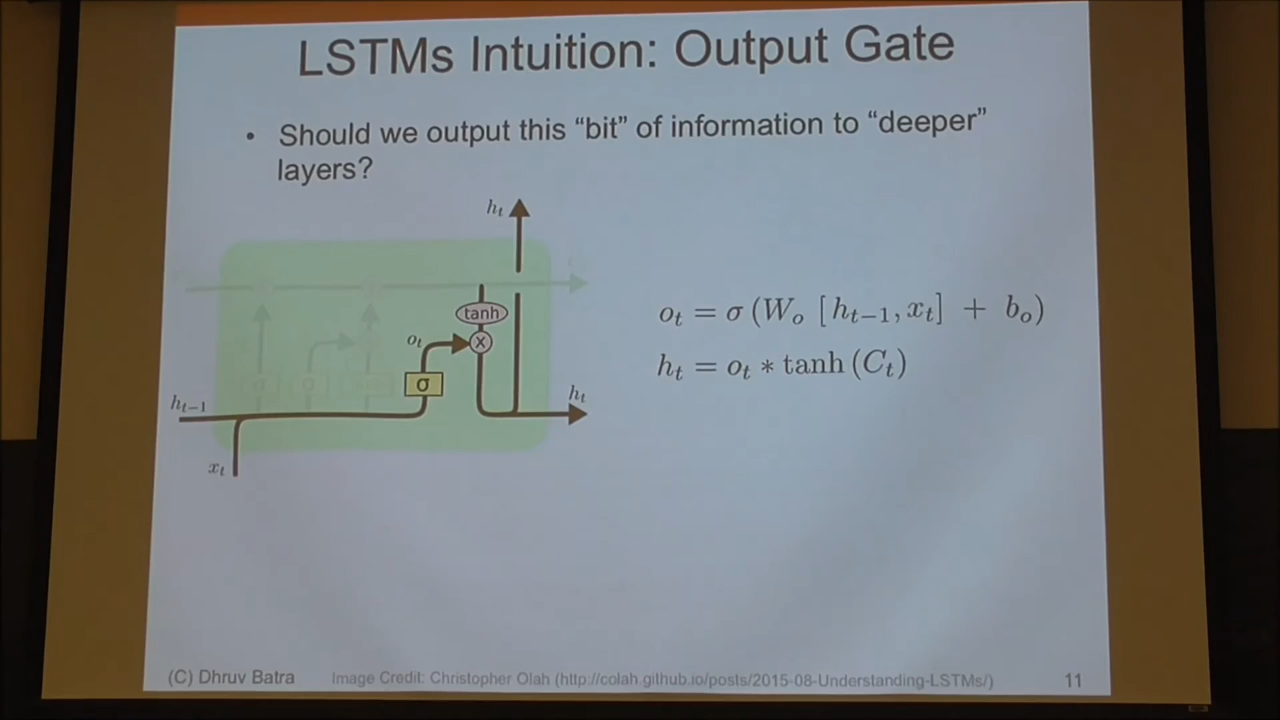 LSTMs Intuition: Output Gate
• Should we output this “bit” of information to “deeper”
layers?
h_t
tanh
o_t
x
σ
h_{t-1}
h_t
x_t
o_t = σ (W_o [h_{t-1}, x_t] + b_o)
h_t = o_t * tanh (C_t)
(C) Dhruv Batra
Image Credit: Christopher Olah (http://colah.github.io/posts/2015-08-Understanding-LSTMs/)
11